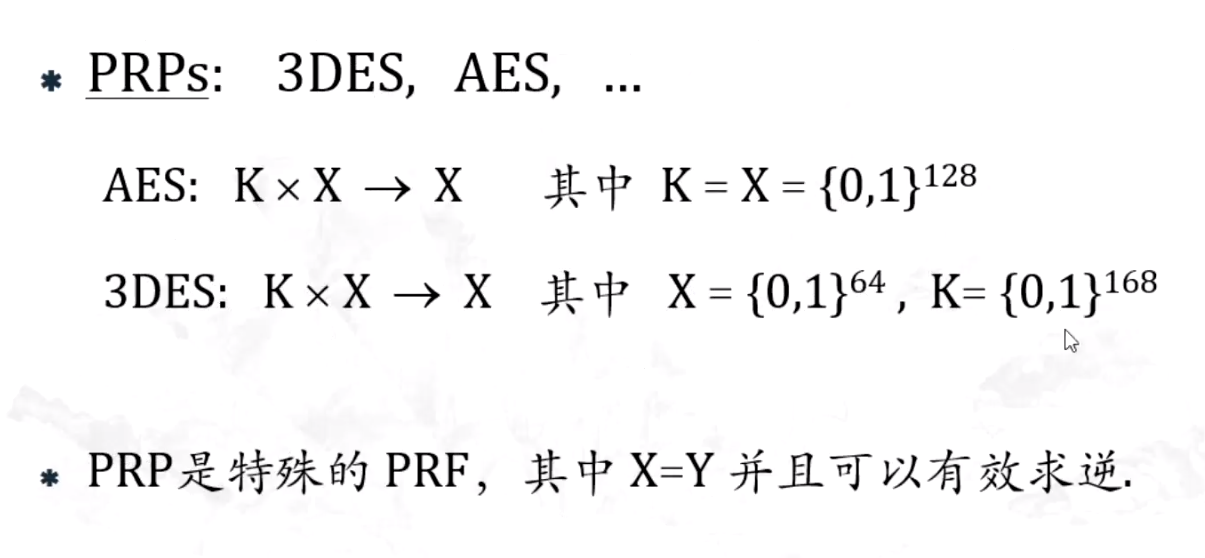 * PRPs: 3DES, AES, ...
AES: K × X → X 其中 K = X = {0,1}¹²⁸
3DES: K × X → X 其中 X = {0,1}⁶⁴ , K= {0,1}¹⁶⁸
* PRP是特殊的 PRF，其中 X=Y 并且可以有效求逆.